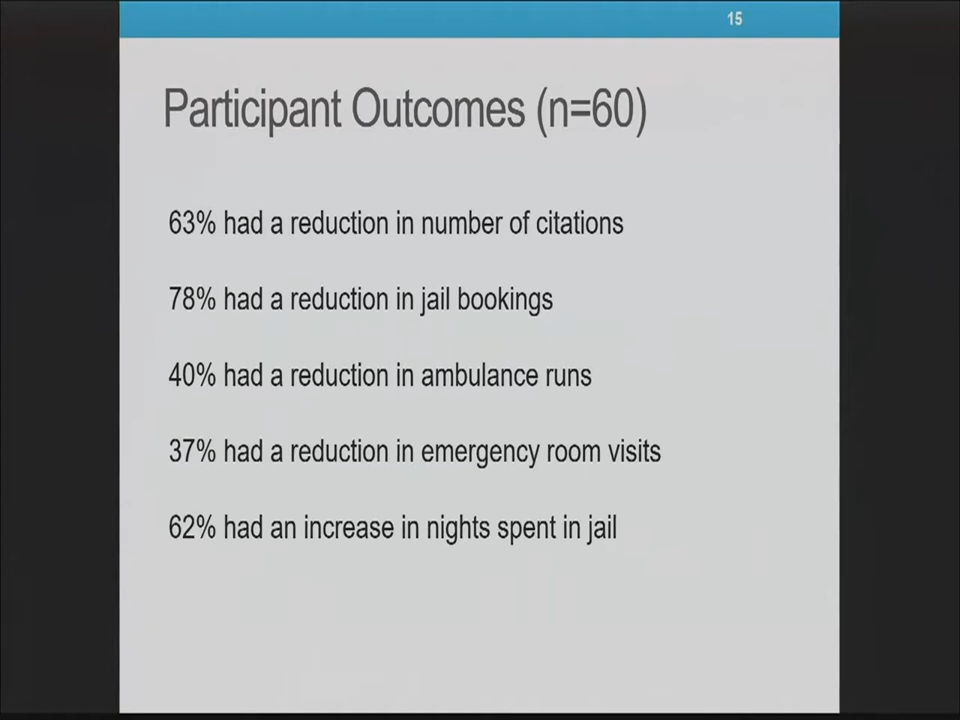 15
Participant Outcomes (n=60)
63% had a reduction in number of citations
78% had a reduction in jail bookings
40% had a reduction in ambulance runs
37% had a reduction in emergency room visits
62% had an increase in nights spent in jail